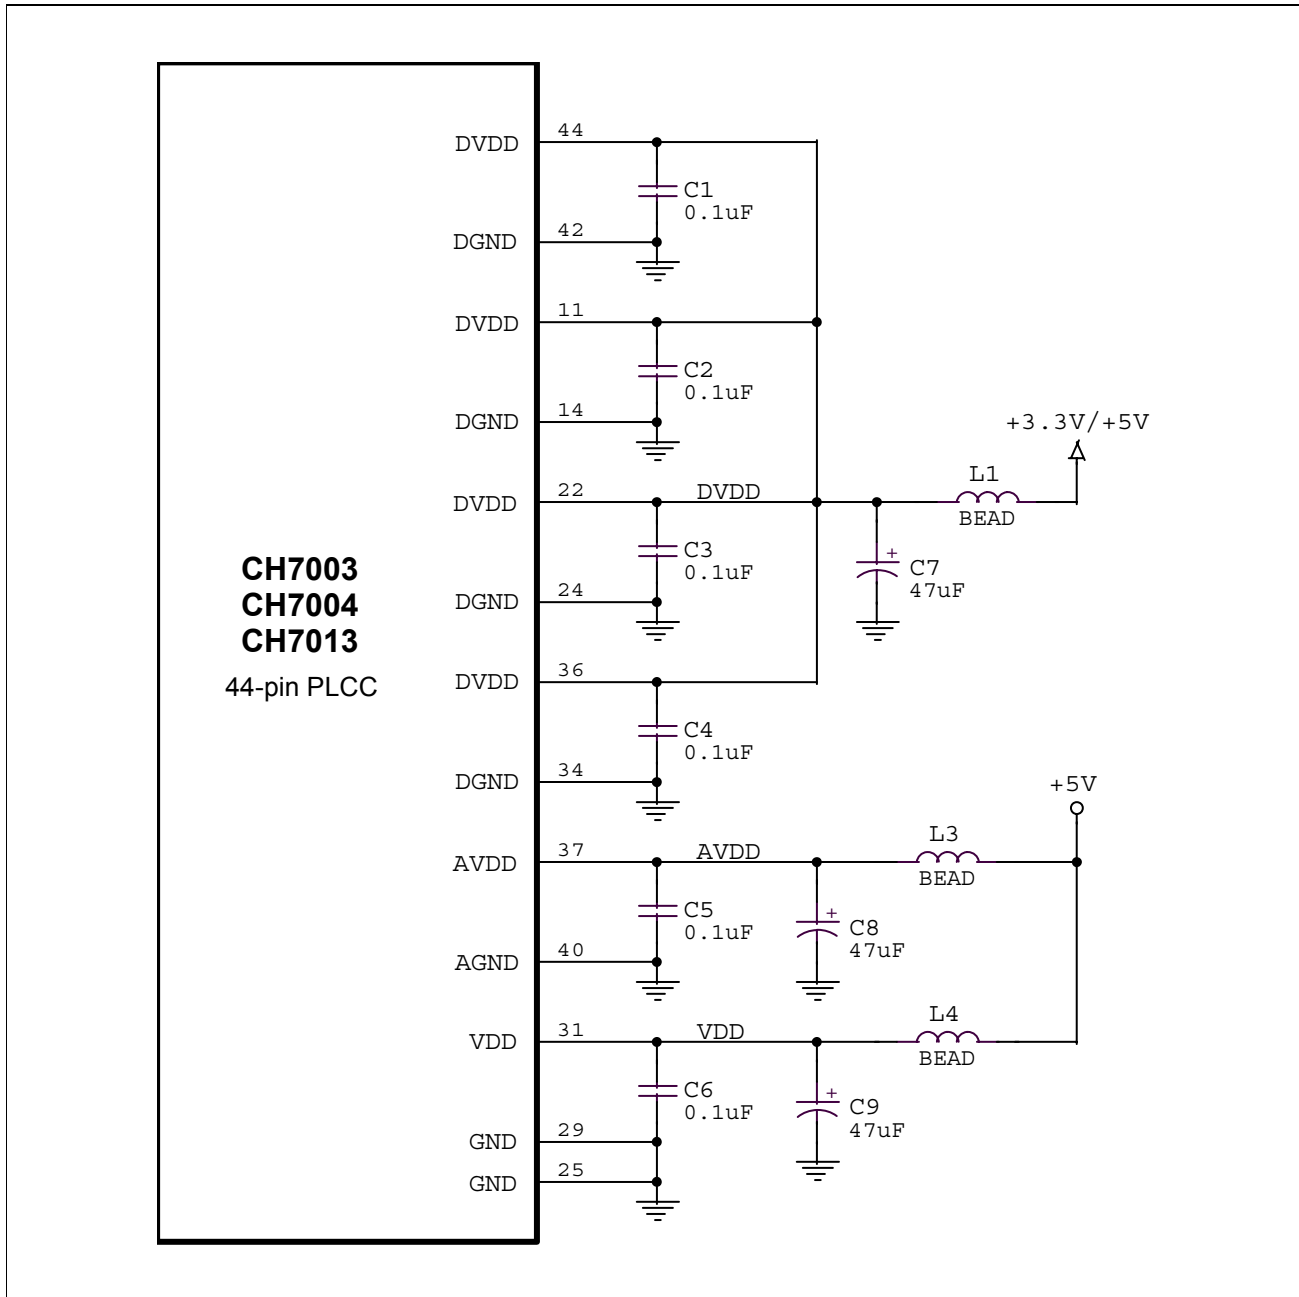 DVDD 44
C1
0.1uF
DGND 42
DVDD 11
C2
0.1uF
DGND 14
+3.3V/+5V
DVDD 22 DVDD
L1
BEAD
C3
0.1uF
C7
47uF
DGND 24
CH7003
CH7004
CH7013
44-pin PLCC
DVDD 36
C4
0.1uF
DGND 34
+5V
AVDD 37 AVDD
L3
BEAD
C5
0.1uF
+ C8
47uF
AGND 40
VDD 31 VDD
L4
BEAD
C6
0.1uF
+ C9
47uF
GND 29
GND 25